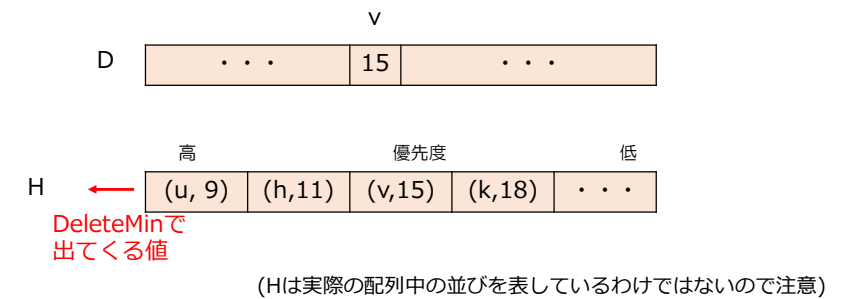 v
D ・・・ 15 ・・・
高 優先度 低
H (u, 9) (h,11) (v,15) (k,18) ・・・
DeleteMinで
出てくる値
(Hは実際の配列中の並びを表しているわけではないので注意)